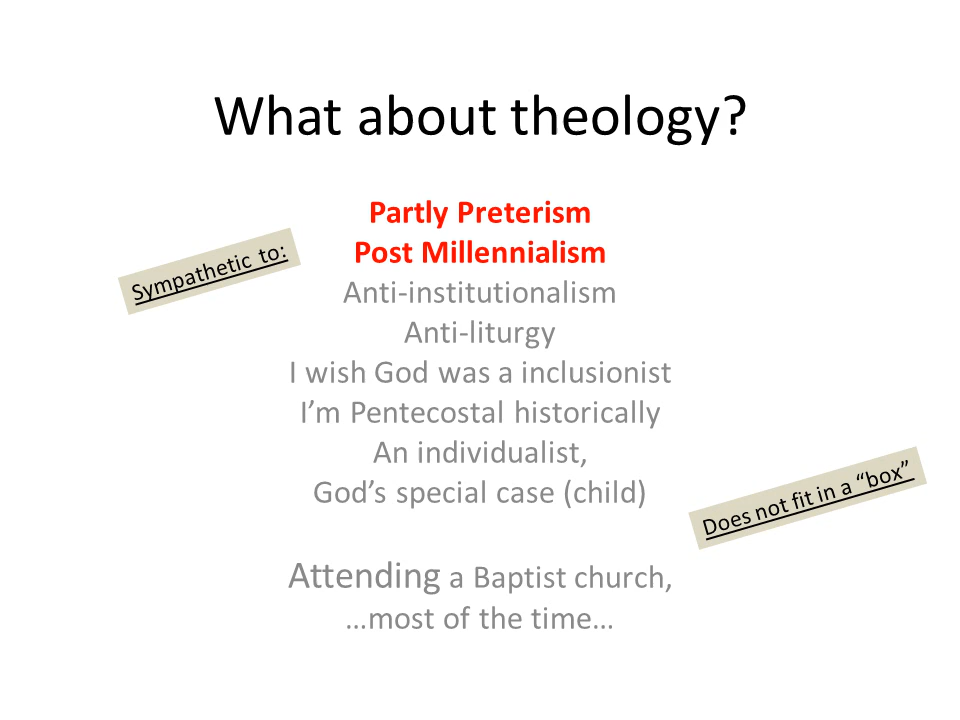 What about theology?
Partly Preterism
Sympathetic to:
Post Millennialism
Anti-institutionalism
Anti-liturgy
I wish God was a inclusionist
I’m Pentecostal historically
An individualist,
God’s special case (child)
Does not fit in a “box”
Attending a Baptist church,
…most of the time…